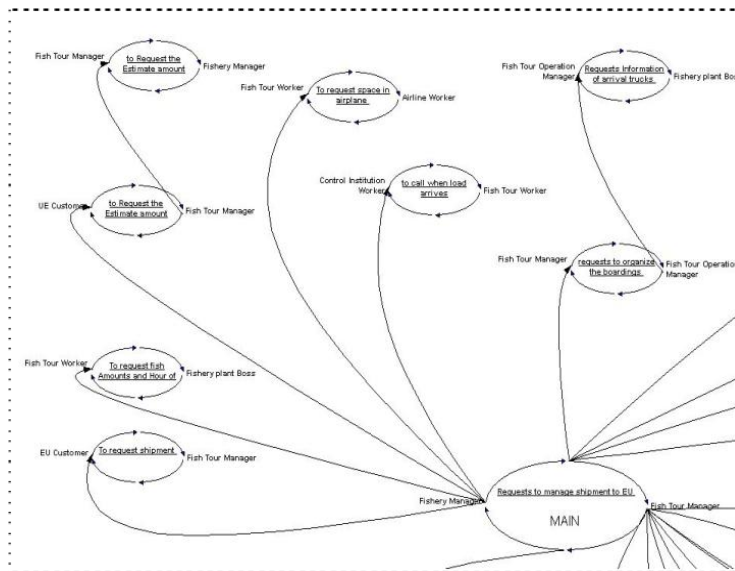 Fish Tour Manager
to Request the
Estimate amount
Fishery Manager
Fish Tour Worker
To request space in
airplane
Airline Worker
Fish Tour Operation
Manager
Requests Information
of arrival trucks
Fishery plant Bos
UE Customer
to Request the
Estimate amount
Fish Tour Manager
Control Institution
Worker
to call when load
arrives
Fish Tour Worker
Fish Tour Manager
requests to organize
the boardings
Fish Tour Operation
Manager
Fish Tour Worker
To request fish
Amounts and Hour of
Fishery plant Boss
EU Customer
To request shipment
Fish Tour Manager
Fishery Manager
Requests to manage shipment to EU
MAIN
Fish Tour Manager